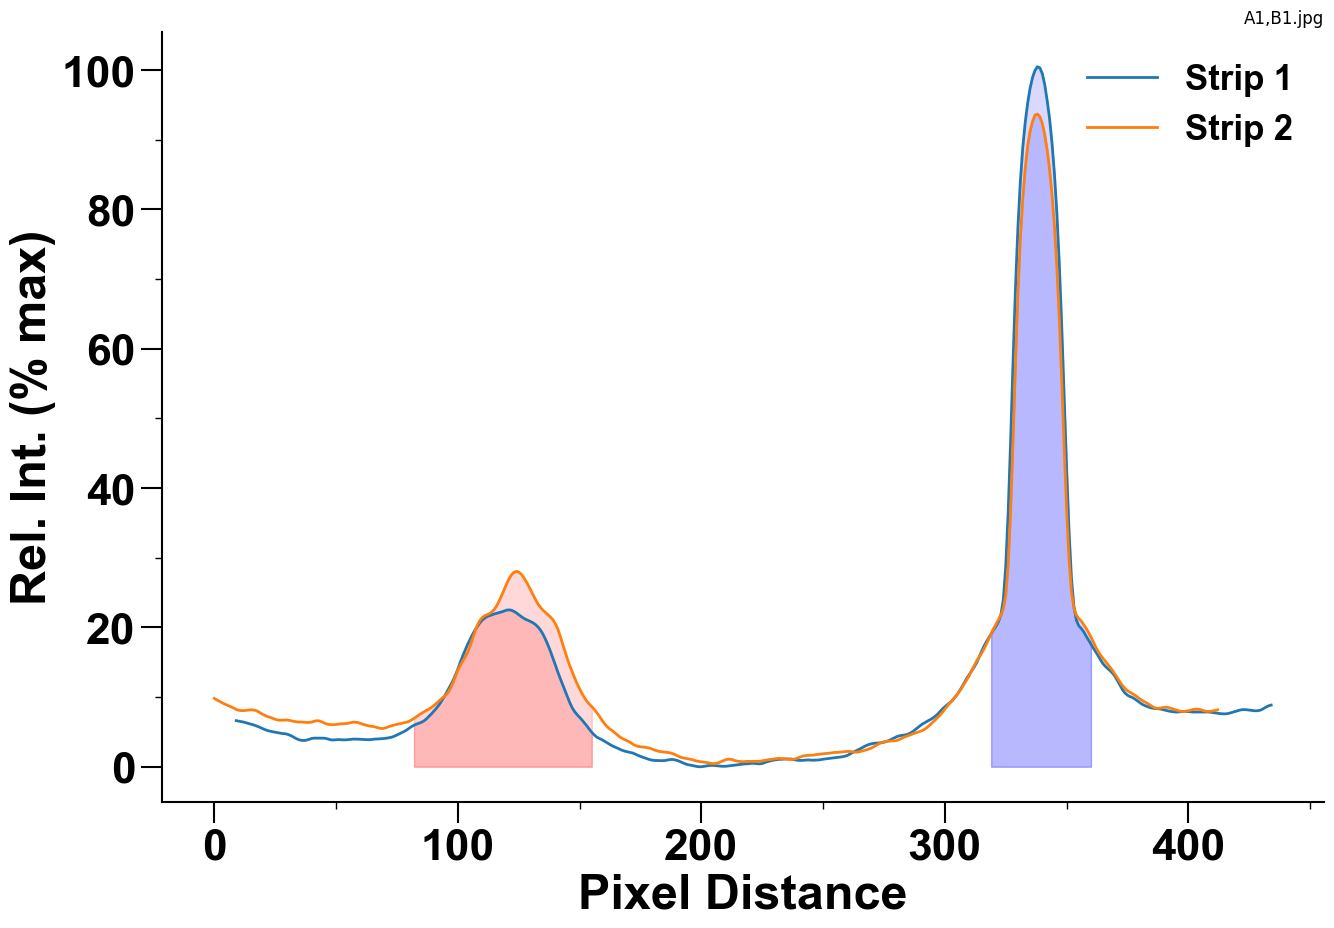 A1,B1.jpg
Strip 1
Strip 2
Rel. Int. (% max)
100
80
60
40
20
0
0 100 200 300 400
Pixel Distance